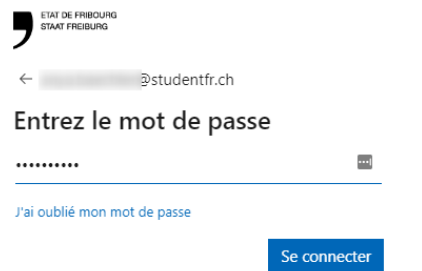 ETAT DE FRIBOURG
STAAT FREIBURG
@studentfr.ch
Entrez le mot de passe
••••••••••
J'ai oublié mon mot de passe
Se connecter